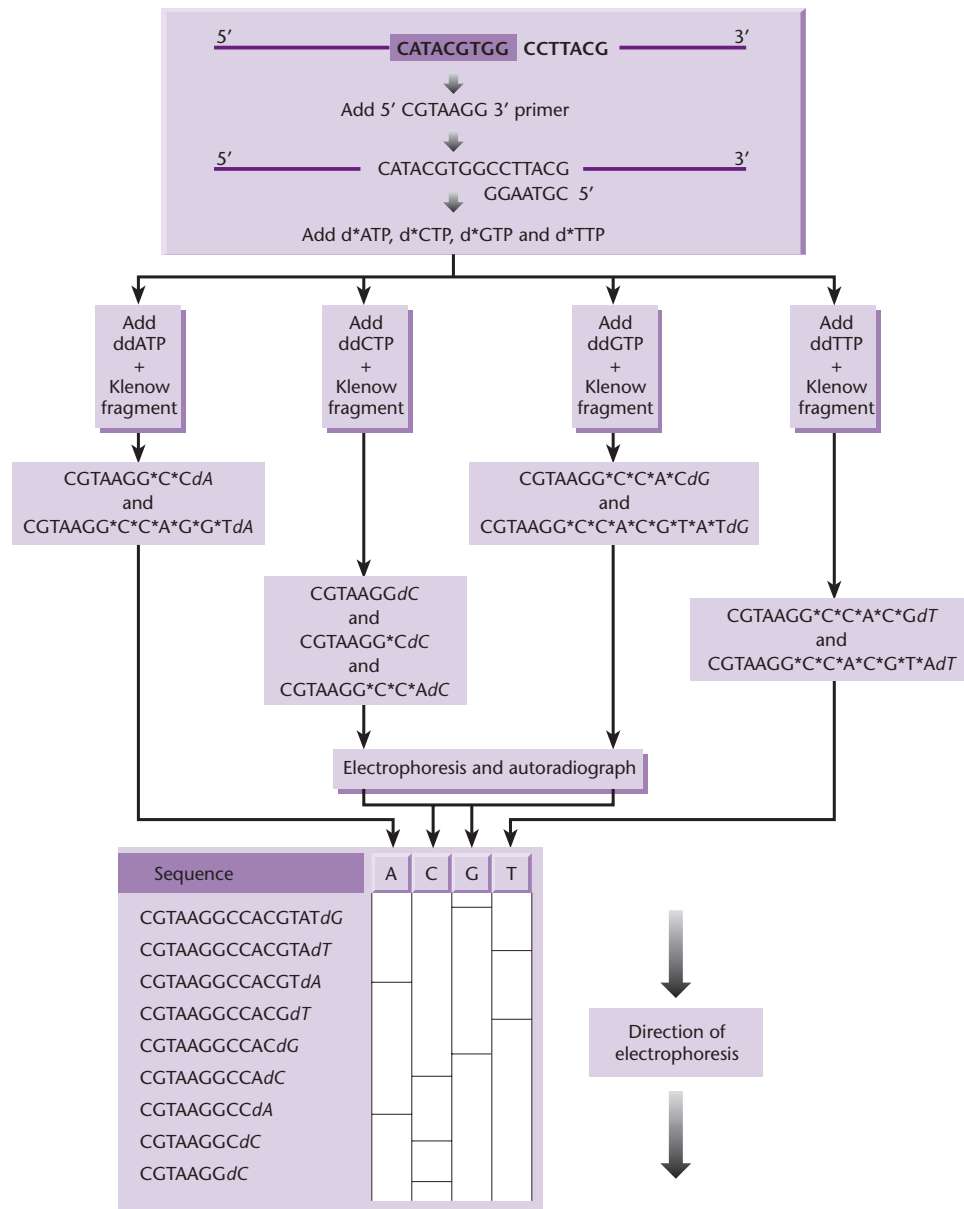 5′ 3′
CATACGTGG CCTTACG
Add 5′ CGTAAGG 3′ primer
5′ 3′
CATACGTGGCCTTACG
GGAATGC 5′
Add d*ATP, d*CTP, d*GTP and d*TTP
Add
ddATP
+
Klenow
fragment
Add
ddCTP
+
Klenow
fragment
Add
ddGTP
+
Klenow
fragment
Add
ddTTP
+
Klenow
fragment
CGTAAGG*C*CdA
and
CGTAAGG*C*C*A*G*G*TdA
CGTAAGG*C*C*A*CdG
and
CGTAAGG*C*C*A*C*G*T*A*TdG
CGTAAGGdC
and
CGTAAGG*CdC
and
CGTAAGG*C*C*AdC
CGTAAGG*C*C*A*C*GdT
and
CGTAAGG*C*C*A*C*G*T*AdT
Electrophoresis and autoradiograph
Sequence A C G T
CGTAAGGCCACGTATdG
CGTAAGGCCACGTAdT
CGTAAGGCCACGTdA
CGTAAGGCCACGdT
CGTAAGGCCACdG
CGTAAGGCCAdC
CGTAAGGCCdA
CGTAAGGCdC
CGTAAGGdC
Direction of
electrophoresis